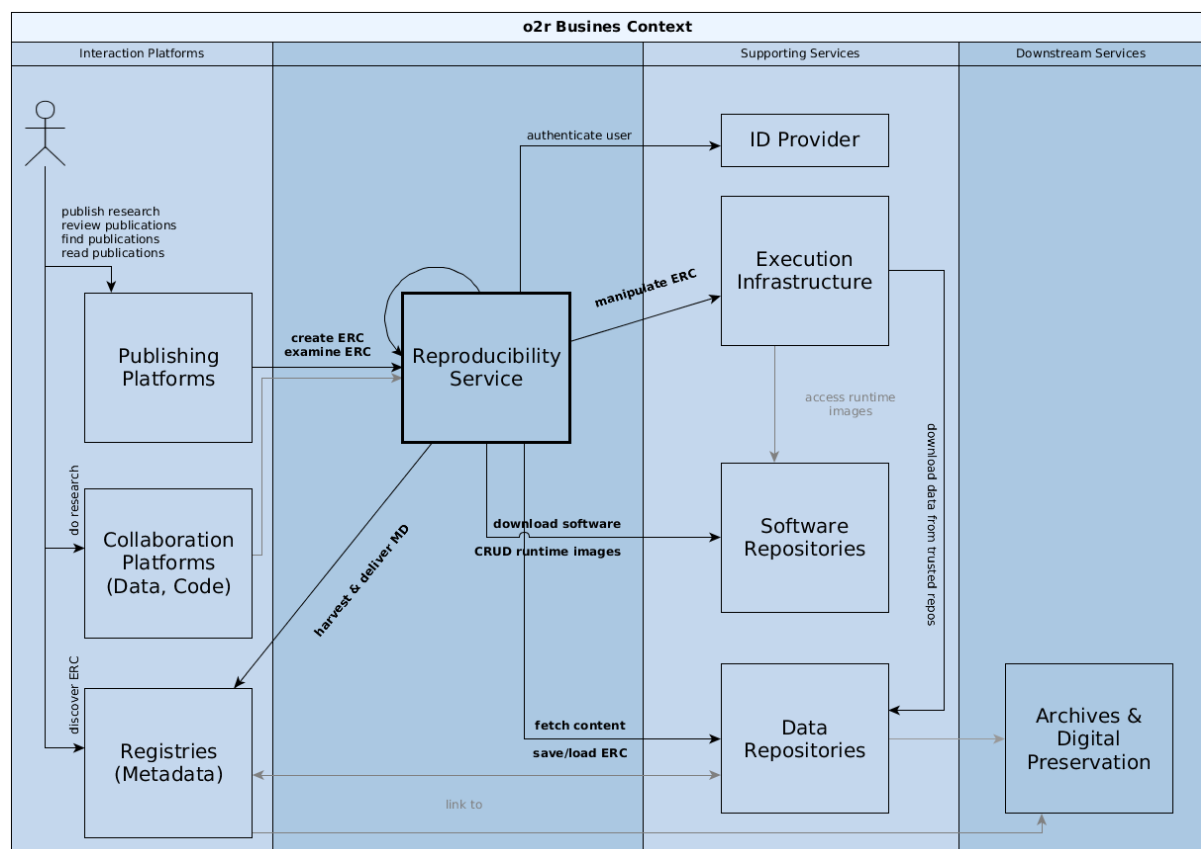 o2r Busines Context
Interaction Platforms
Supporting Services
Downstream Services
authenticate user
ID Provider
publish research
review publications
find publications
read publications
Execution
Infrastructure
manipulate ERC
Publishing
Platforms
create ERC
examine ERC
Reproducibility
Service
access runtime
images
download data from trusted repos
do research
Collaboration
Platforms
(Data, Code)
harvest & deliver MD
download software
CRUD runtime images
Software
Repositories
discover ERC
Registries
(Metadata)
fetch content
save/load ERC
Data
Repositories
Archives &
Digital
Preservation
link to